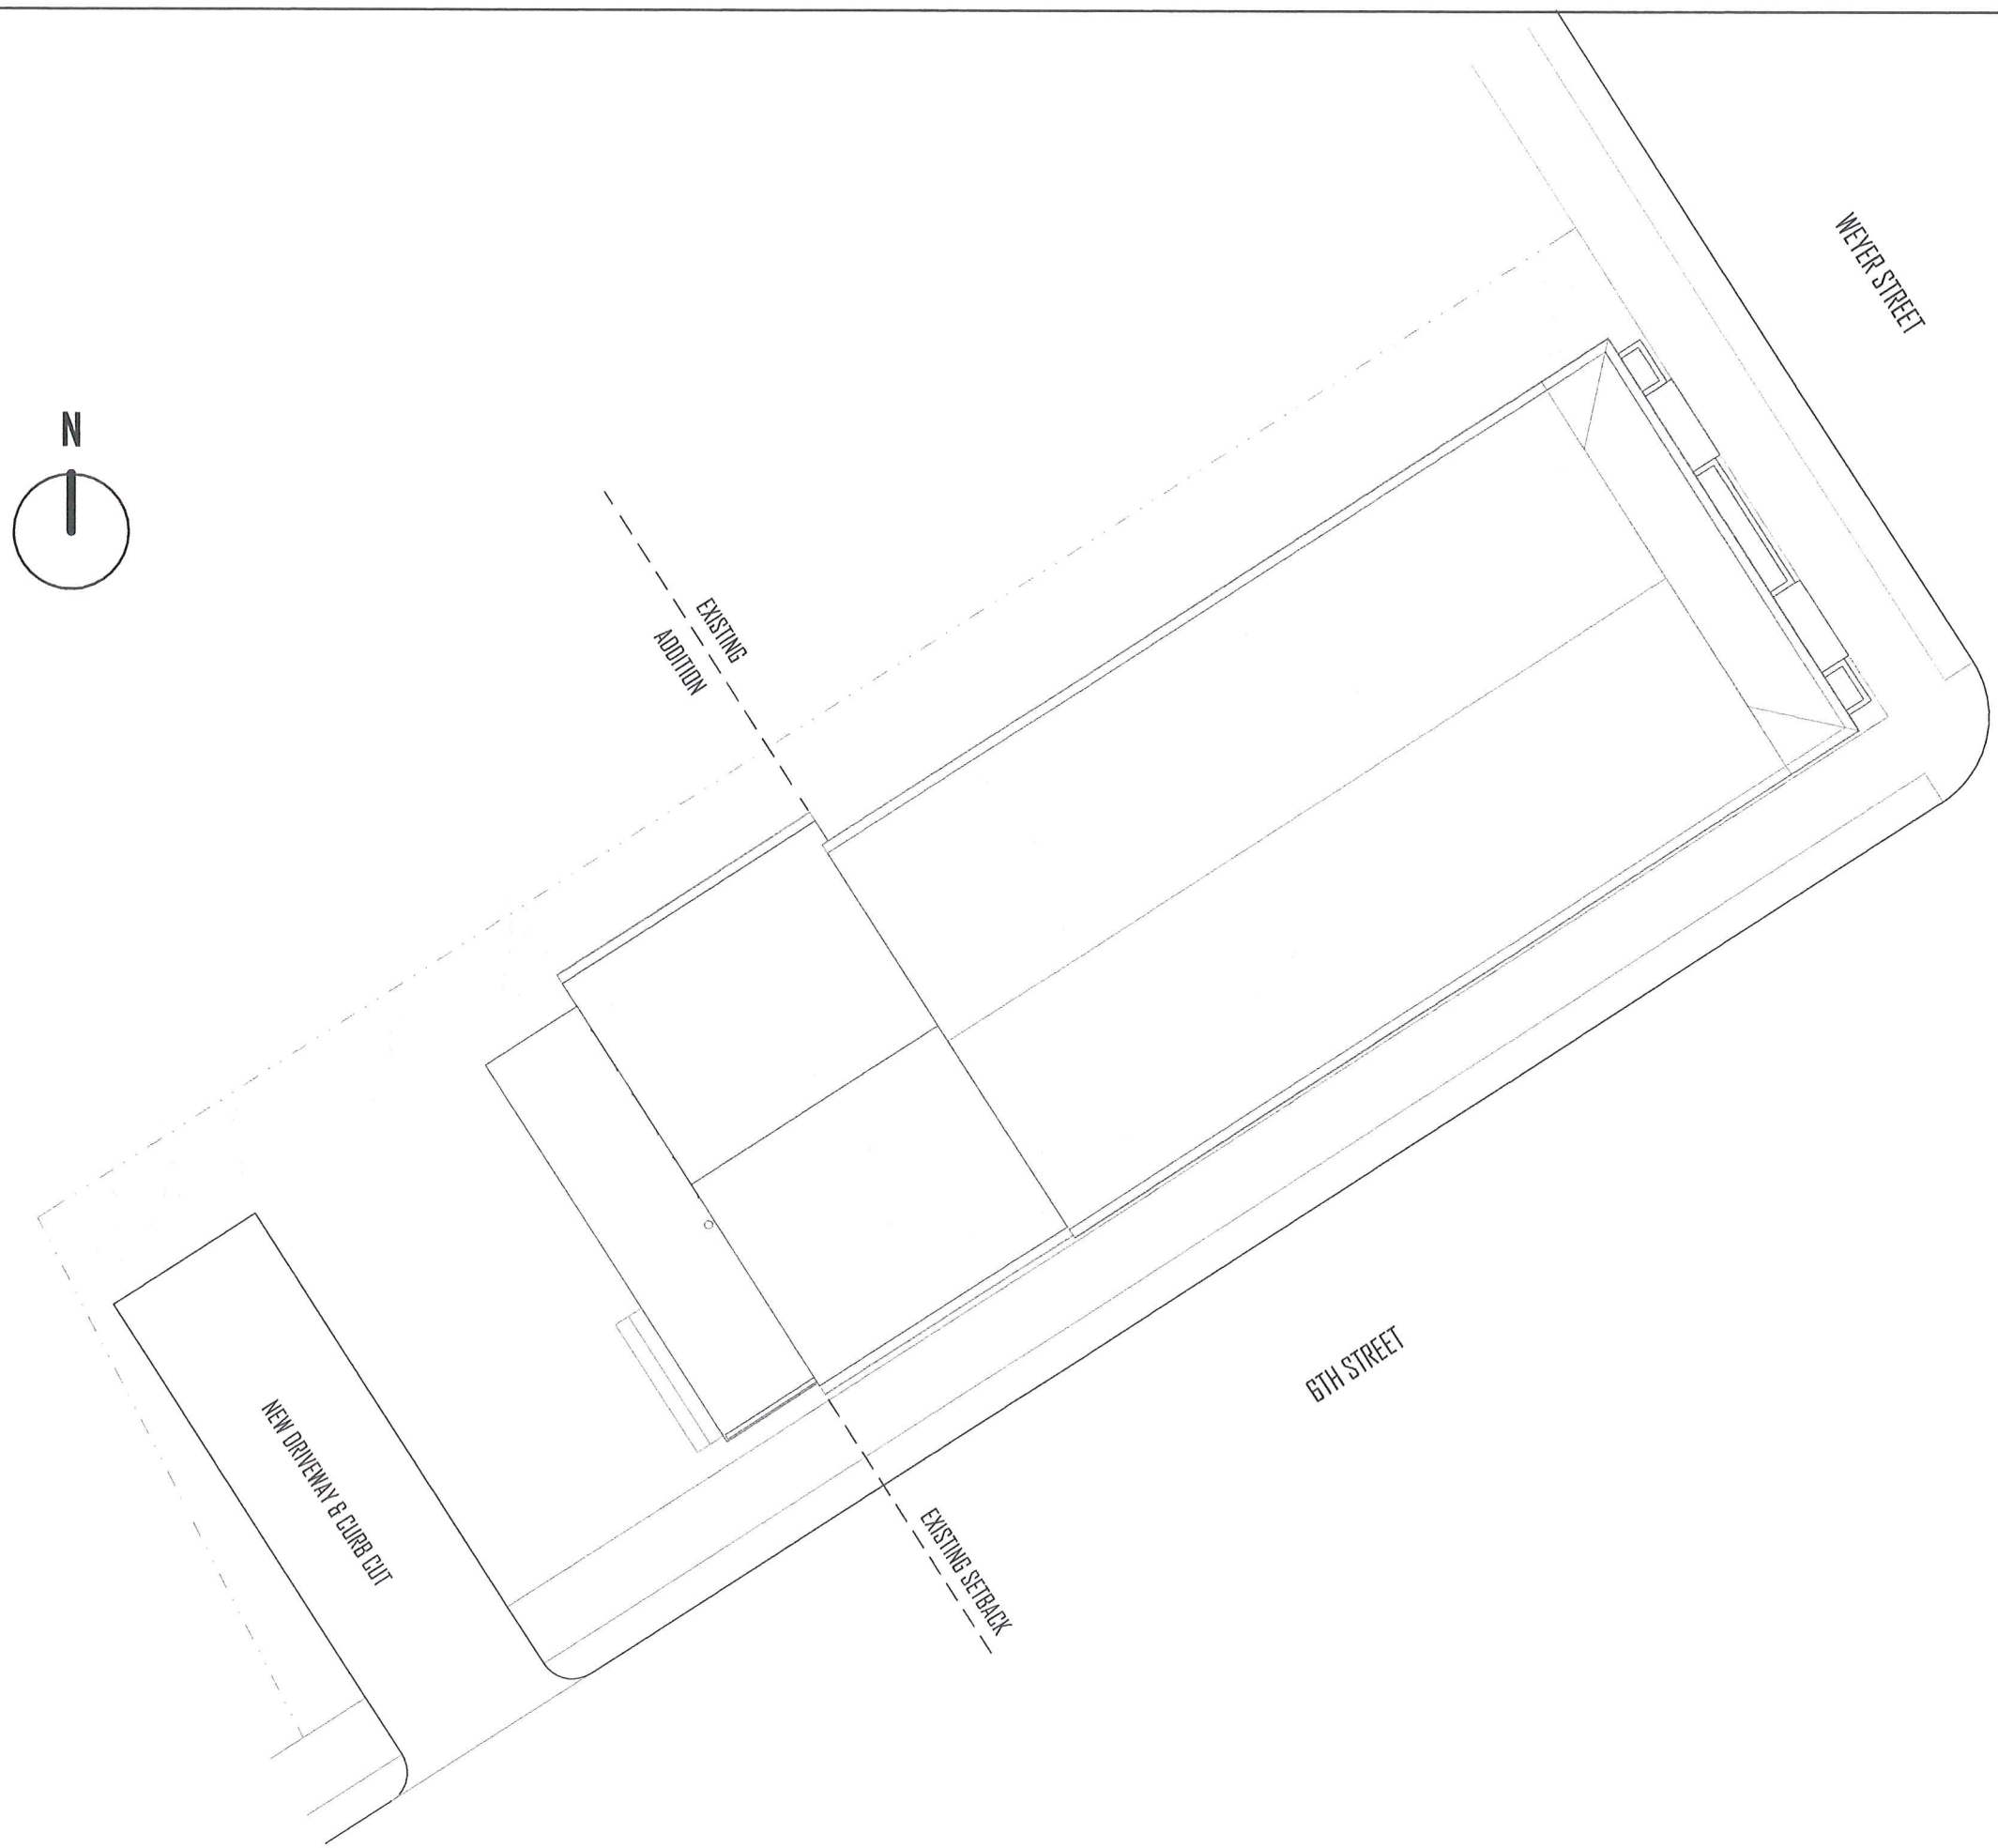 WEYER STREET
N
EXISTING
ADDITION
6TH STREET
NEW DRIVEWAY & CURB CUT
EXISTING SETBACK